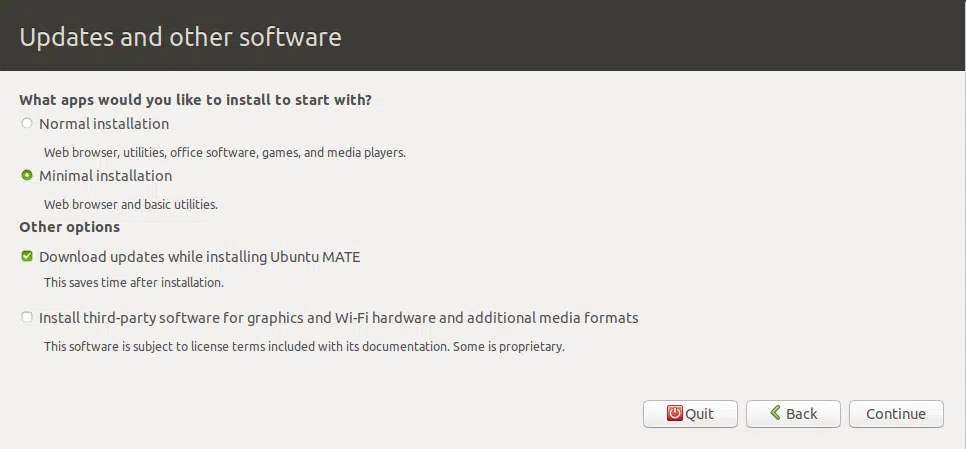 Updates and other software
What apps would you like to install to start with?
Normal installation
Web browser, utilities, office software, games, and media players.
Minimal installation
Web browser and basic utilities.
Other options
Download updates while installing Ubuntu MATE
This saves time after installation.
Install third-party software for graphics and Wi-Fi hardware and additional media formats
This software is subject to license terms included with its documentation. Some is proprietary.
Quit Back Continue